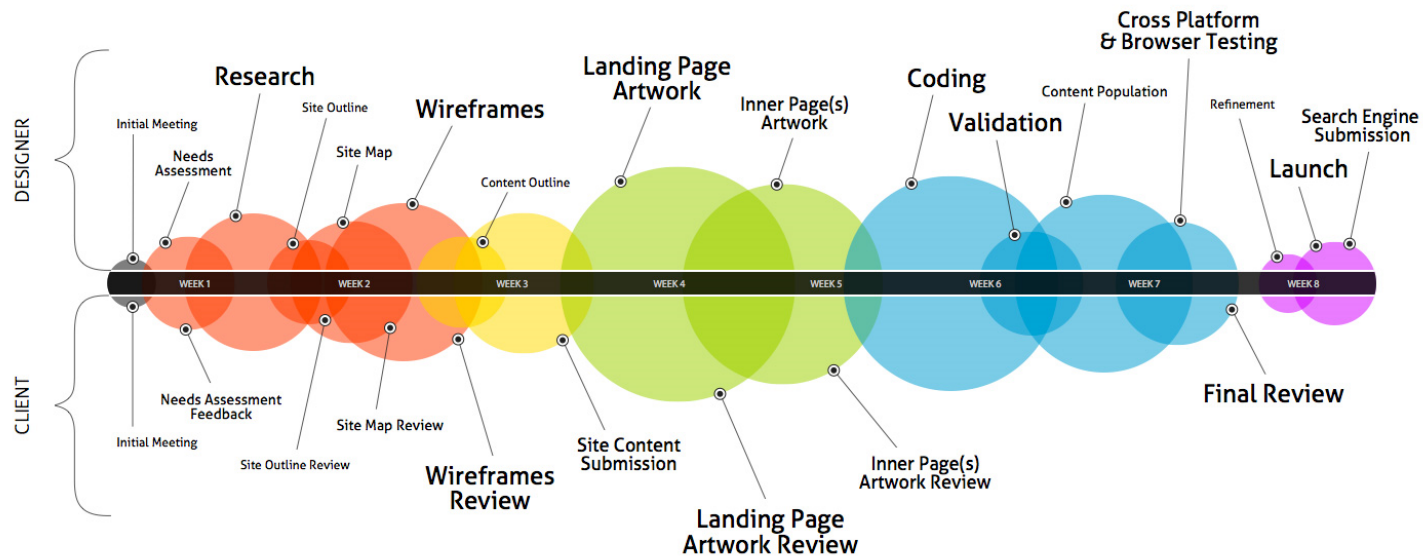 DESIGNER
Initial Meeting
Needs
Assessment
Research
Site Outline
Site Map
Wireframes
Content Outline
Landing Page
Artwork
Inner Page(s)
Artwork
Coding
Validation
Content Population
Cross Platform
& Browser Testing
Refinement
Launch
Search Engine
Submission
WEEK 1
WEEK 2
WEEK 3
WEEK 4
WEEK 5
WEEK 6
WEEK 7
WEEK 8
CLIENT
Initial Meeting
Needs Assessment
Feedback
Site Outline Review
Site Map Review
Wireframes
Review
Site Content
Submission
Landing Page
Artwork Review
Inner Page(s)
Artwork Review
Final Review